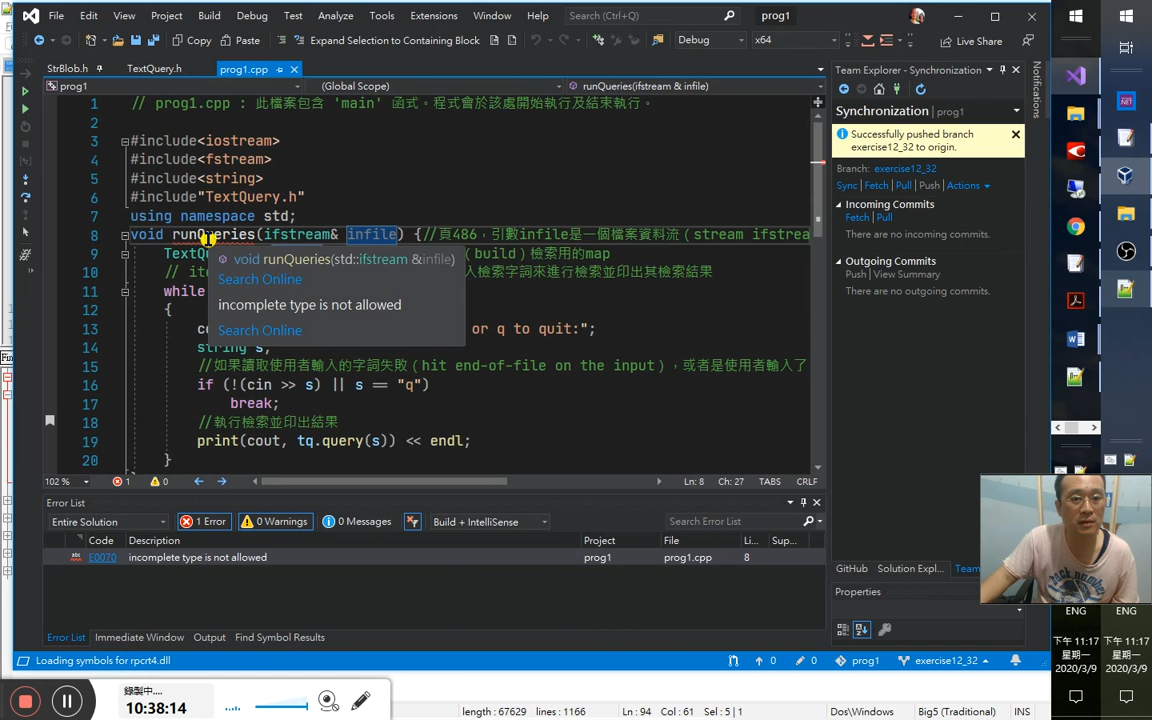 File Edit View Project Build Debug Test Analyze Tools Extensions Window Help Search (Ctrl+Q) prog1
Copy Paste Expand Selection to Containing Block Debug x64 Live Share
StrBlob.h TextQuery.h prog1.cpp
prog1 (Global Scope) runQueries(ifstream & infile)
1 // prog1.cpp : 此檔案包含 'main' 函式。程式會於該處開始執行及結束執行。
2
3 #include<iostream>
4 #include<fstream>
5 #include<string>
6 #include"TextQuery.h"
7 using namespace std;
8 void runQueries(ifstream& infile) {//頁486，引數infile是一個檔案資料流（stream ifstrea
9 TextQu （build）檢索用的map
10 // ite 入檢索字詞來進行檢索並印出其檢索結果
11 while
12 {
13 co or q to quit:";
14 string s;
15 //如果讀取使用者輸入的字詞失敗（hit end-of-file on the input），或者是使用者輸入了
16 if (!(cin >> s) || s == "q")
17 break;
18 //執行檢索並印出結果
19 print(cout, tq.query(s)) << endl;
20 }
void runQueries(std::ifstream &infile)
Search Online
incomplete type is not allowed
Search Online
102 % 1 0 Ln: 8 Ch: 27 TABS CRLF
Error List
Entire Solution 1 Error 0 Warnings 0 Messages Build + IntelliSense Search Error List
Code Description Project File Li... Sup...
E0070 incomplete type is not allowed prog1 prog1.cpp 8
Error List Immediate Window Output Find Symbol Results
Team Explorer - Synchronization
Synchronization prog1
Successfully pushed branch
exercise12_32 to origin.
Branch: exercise12_32
Sync Fetch Pull Push Actions
Incoming Commits
Fetch Pull
There are no incoming commits.
Outgoing Commits
Push View Summary
There are no outgoing commits.
GitHub Solution Expl... Team
Properties
Notifications
Loading symbols for rpcrt4.dll 0 0 prog1 exercise12_32
錄製中....
10:38:14
length : 67629 lines : 1166 Ln : 94 Col : 61 Sel : 5 | 1 Dos\Windows Big5 (Traditional) INS
ENG ENG
下午 11:17 下午 11:17
星期一 星期一
2020/3/9 2020/3/9